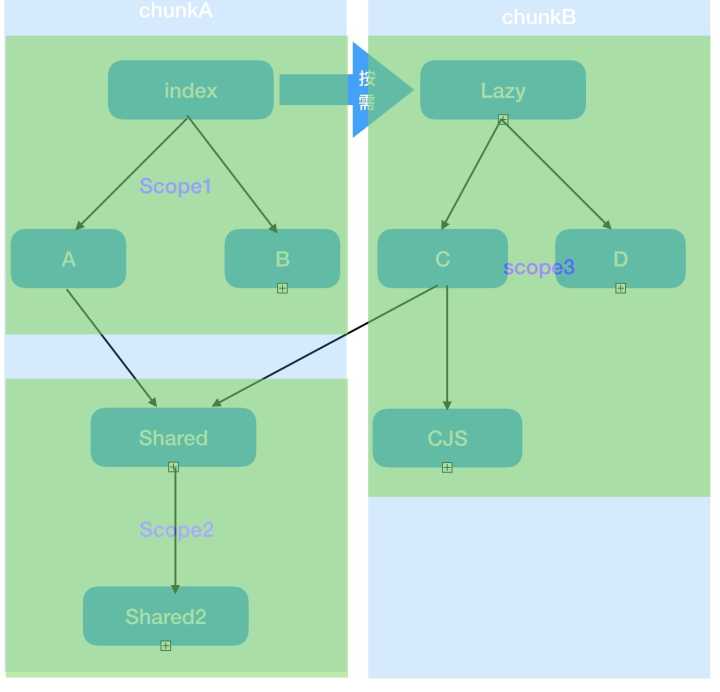 chunkA
chunkB
index
按
需
Lazy
Scope1
A
B
C
scope3
D
Shared
CJS
Scope2
Shared2